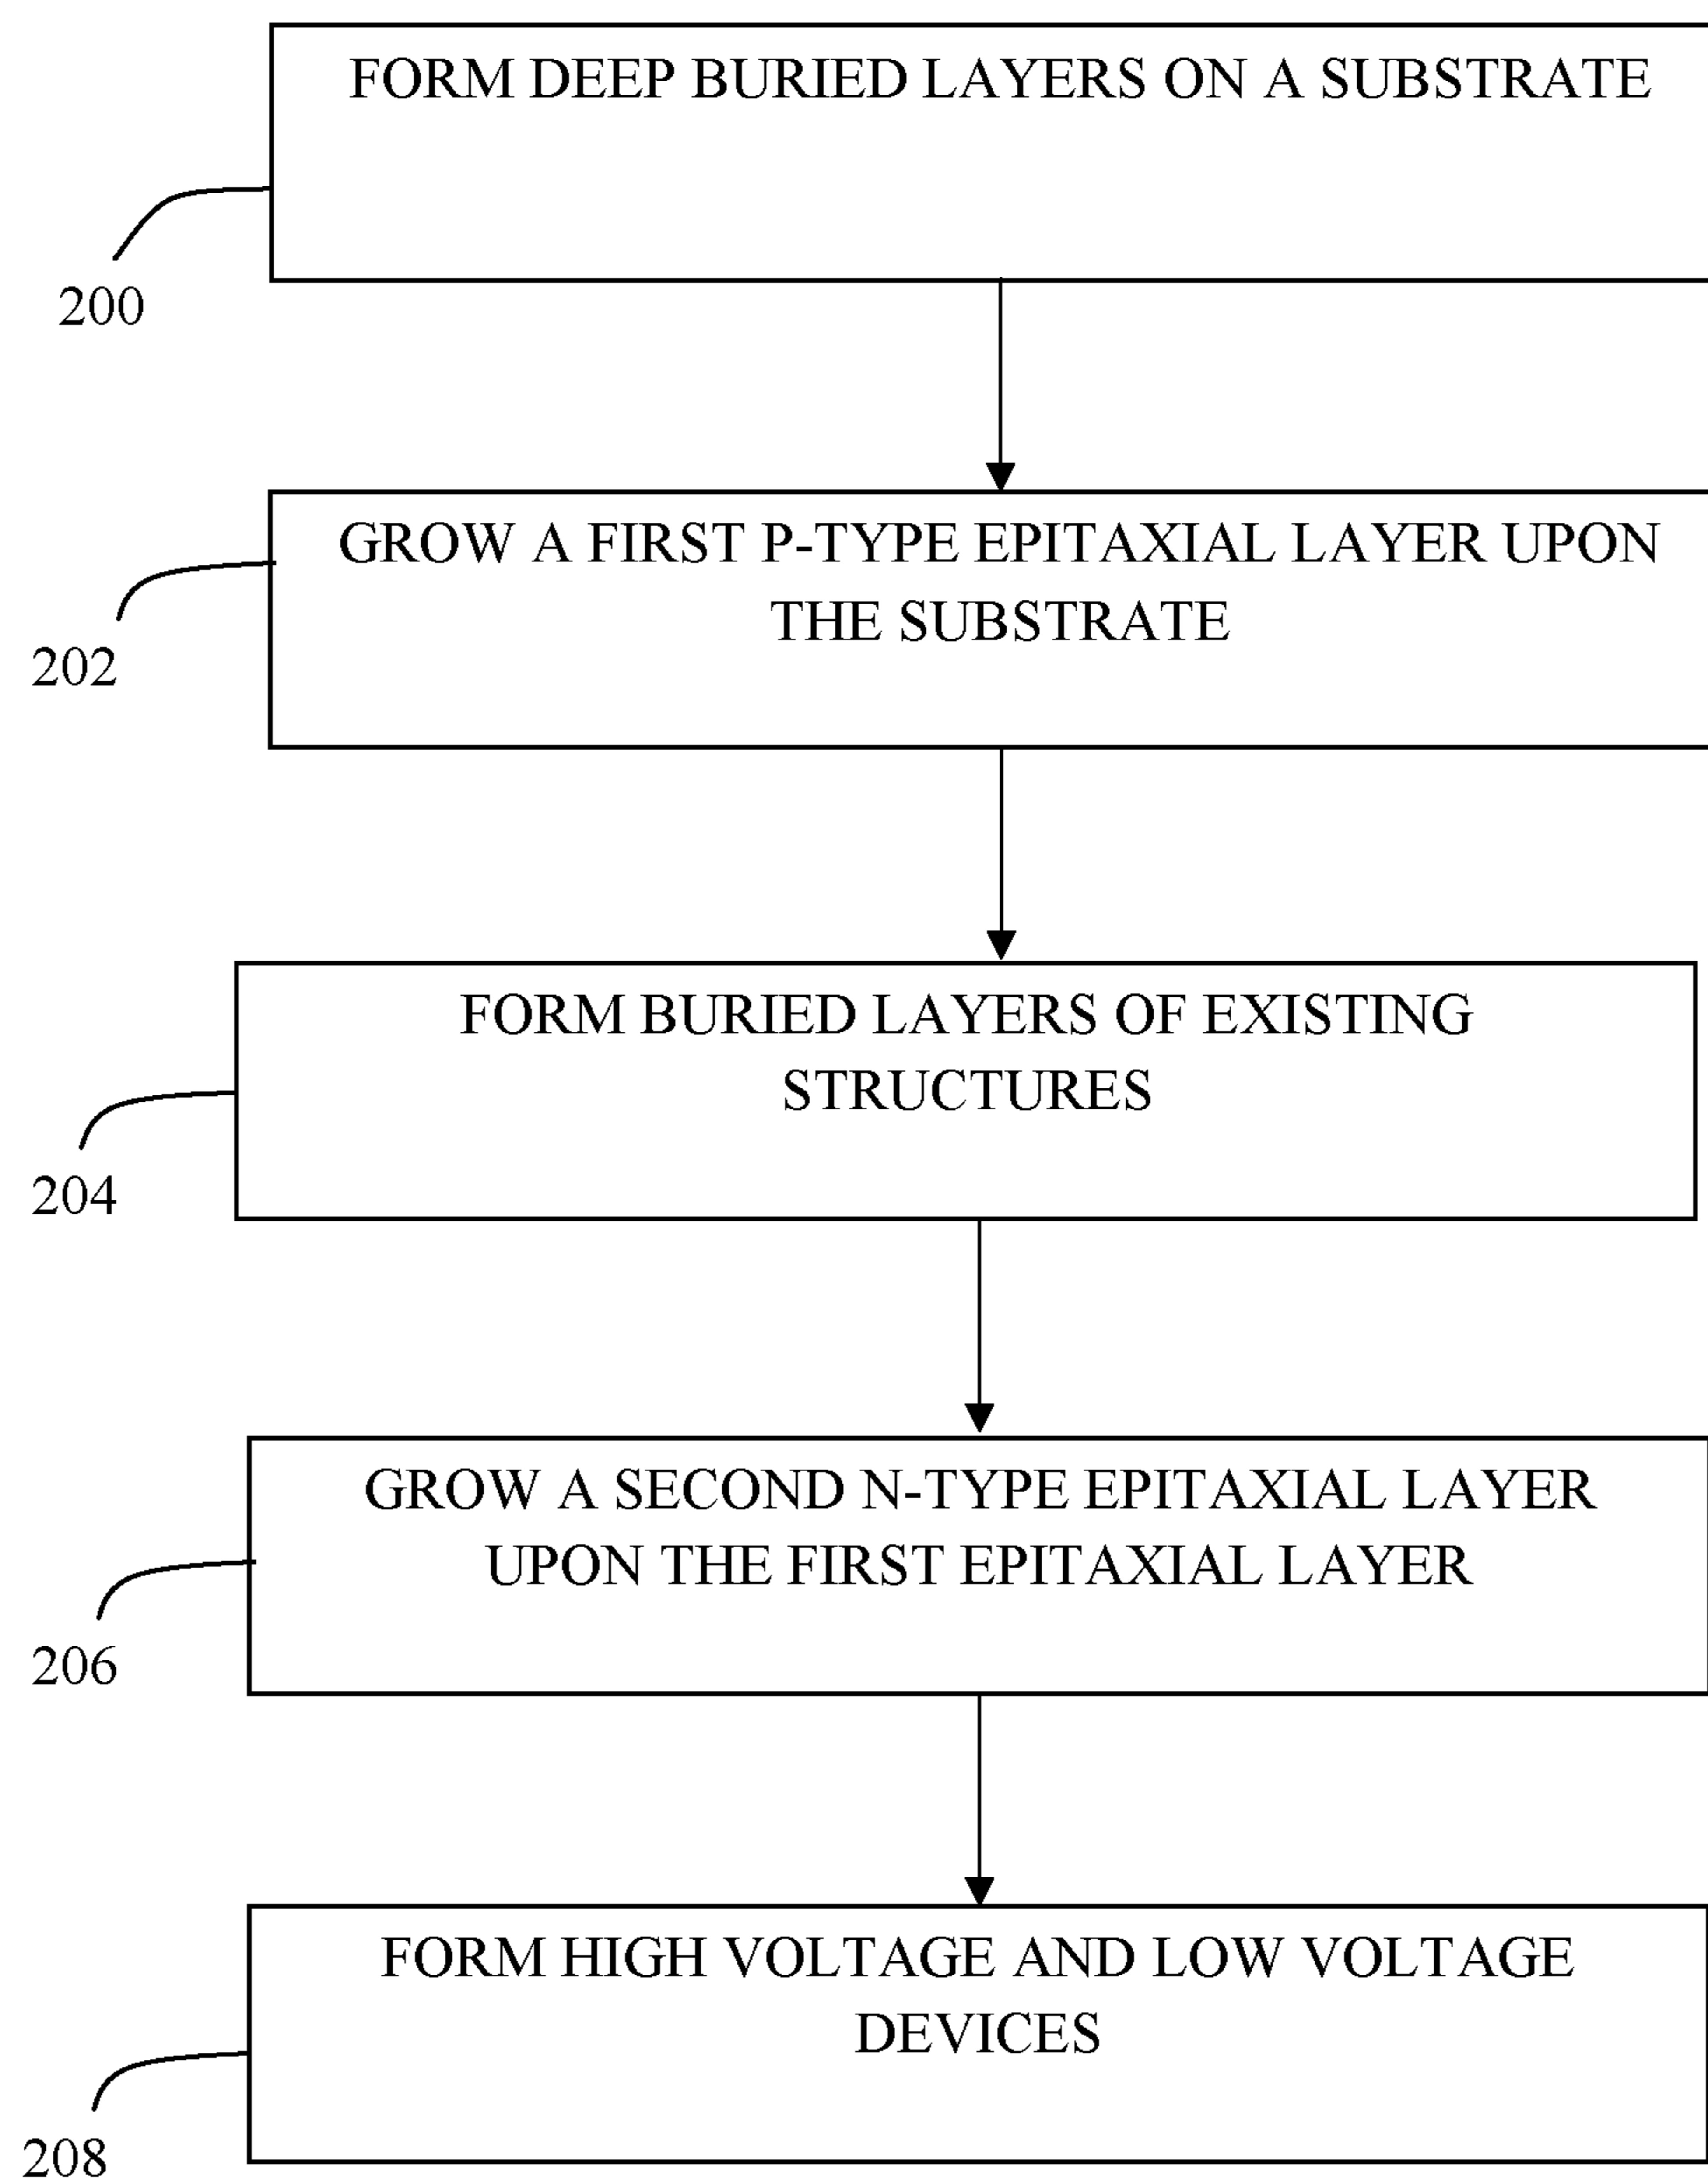 FORM DEEP BURIED LAYERS ON A SUBSTRATE
200
GROW A FIRST P-TYPE EPITAXIAL LAYER UPON
THE SUBSTRATE
202
FORM BURIED LAYERS OF EXISTING
STRUCTURES
204
GROW A SECOND N-TYPE EPITAXIAL LAYER
UPON THE FIRST EPITAXIAL LAYER
206
FORM HIGH VOLTAGE AND LOW VOLTAGE
DEVICES
208